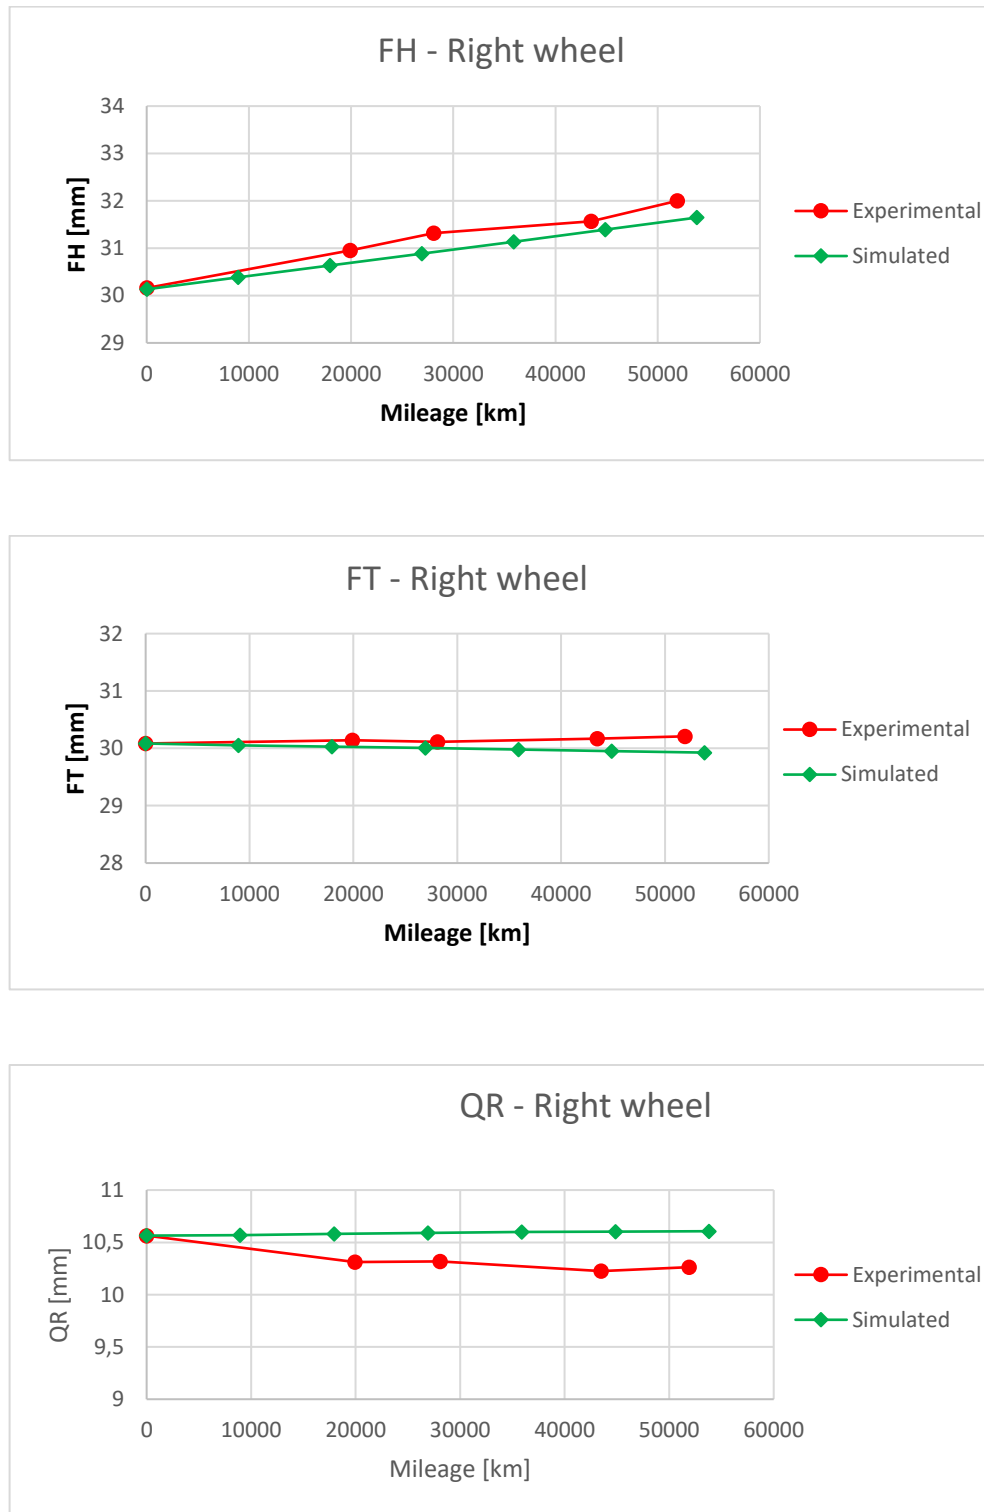 FH - Right wheel
34
33
32
31
30
29
FH [mm]
0 10000 20000 30000 40000 50000 60000
Mileage [km]
Experimental
Simulated
FT - Right wheel
32
31
30
29
28
FT [mm]
0 10000 20000 30000 40000 50000 60000
Mileage [km]
Experimental
Simulated
QR - Right wheel
11
10,5
10
9,5
9
QR [mm]
0 10000 20000 30000 40000 50000 60000
Mileage [km]
Experimental
Simulated